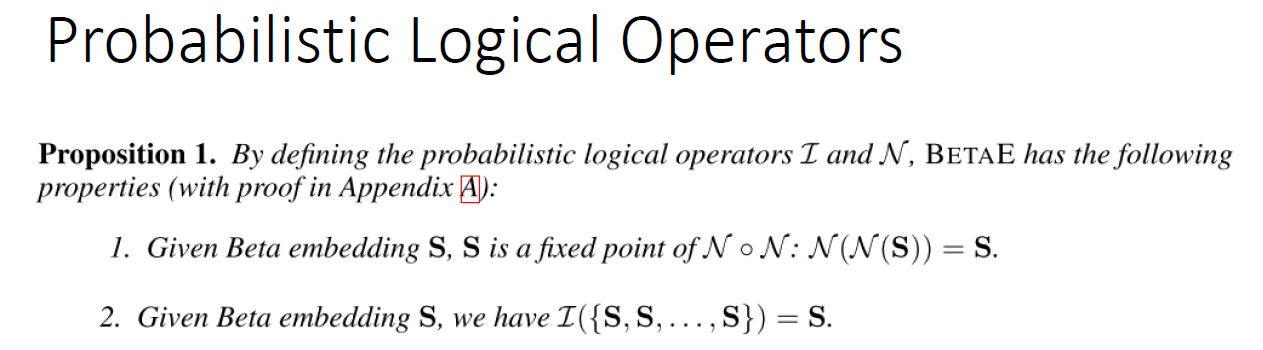 Probabilistic Logical Operators
Proposition 1. By defining the probabilistic logical operators ℐ and 𝒩, BETAE has the following
properties (with proof in Appendix A):
1. Given Beta embedding S, S is a fixed point of 𝒩 ∘ 𝒩: 𝒩(𝒩(S)) = S.
2. Given Beta embedding S, we have ℐ({S, S, . . . , S}) = S.